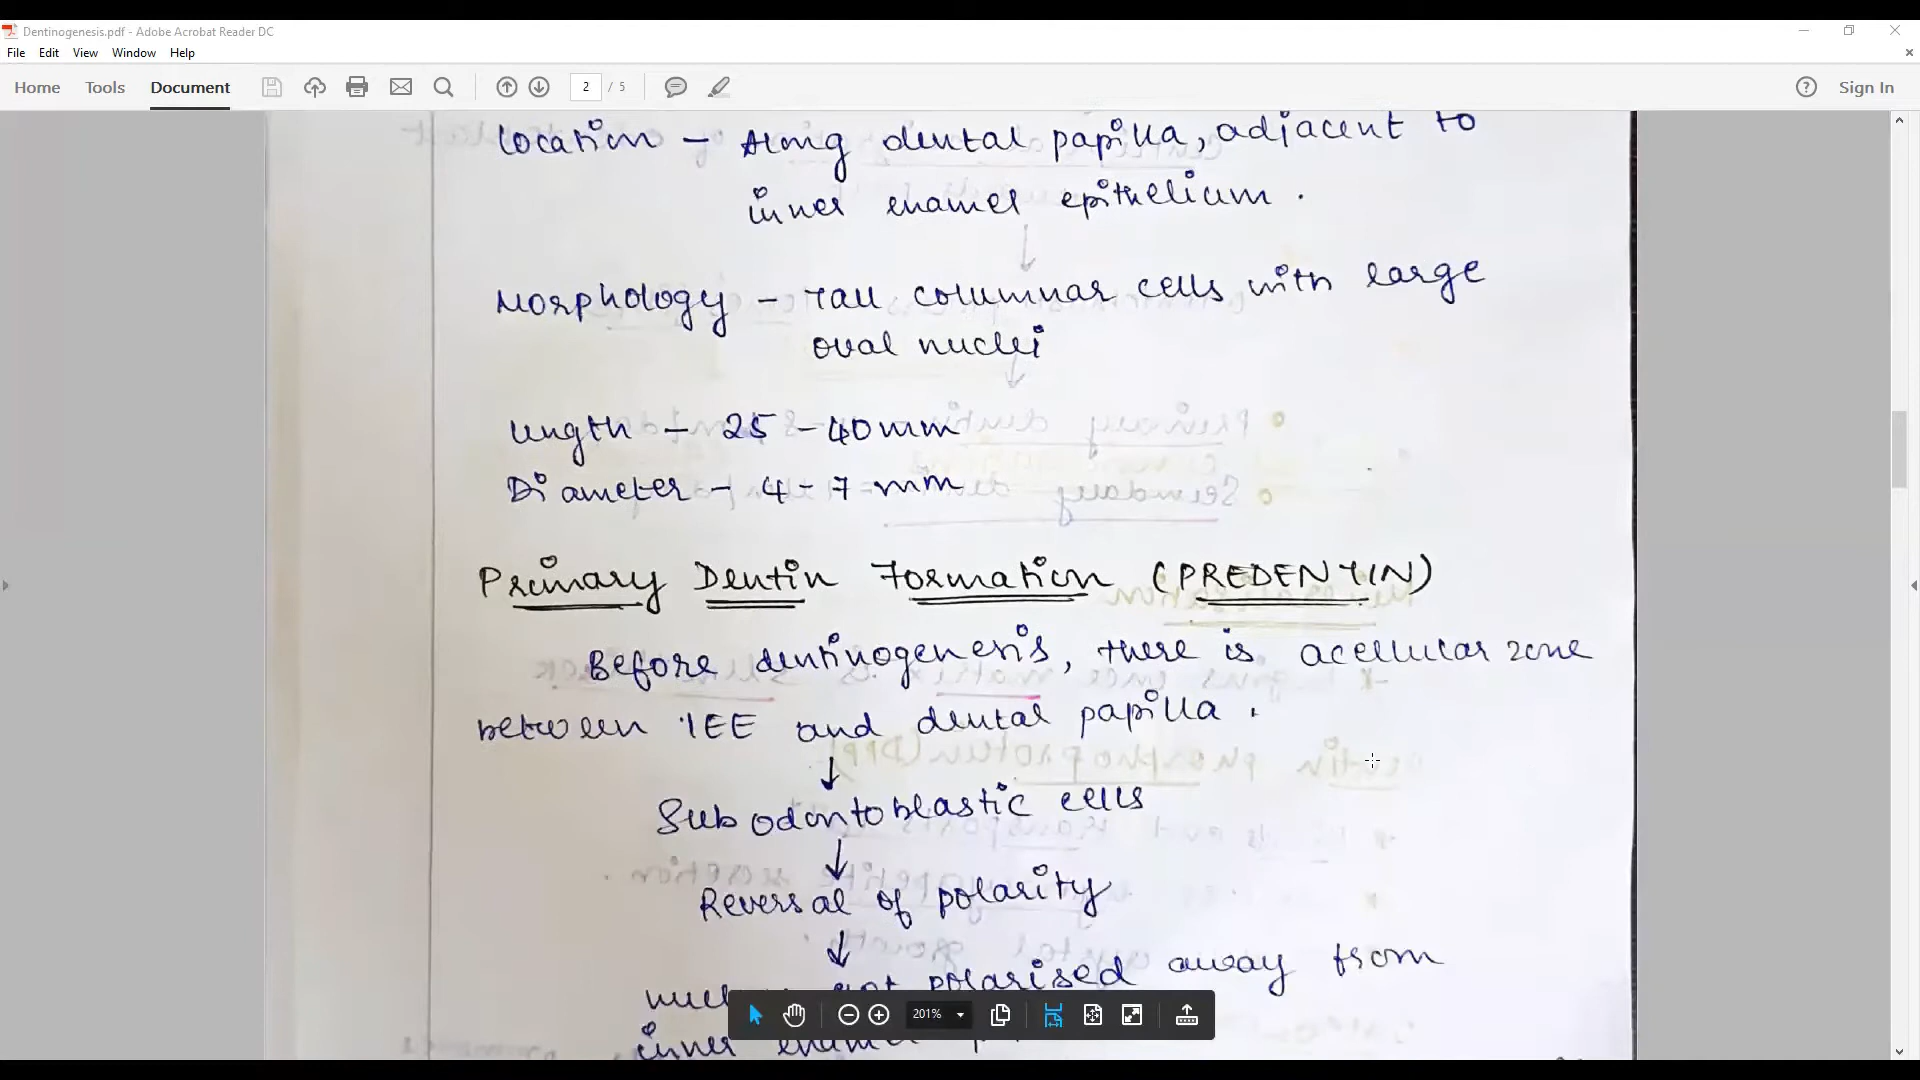 Dentinogenesis.pdf - Adobe Acrobat Reader DC
File Edit View Window Help
Home Tools Document 2 / 5 Sign In
Location - Along dental papilla, adjacent to
inner enamel epithelium.
Morphology - Tall columnar cells with large
oval nuclei
Length - 25 - 40 mm
Diameter - 4 - 7 mm
Primary Dentin Formation (PREDENTIN)
Before dentinogenesis, there is acellular zone
between IEE and dental papilla.
↓
Sub odontoblastic cells
↓
Reversal of polarity
↓
polarised away from
inner
201%